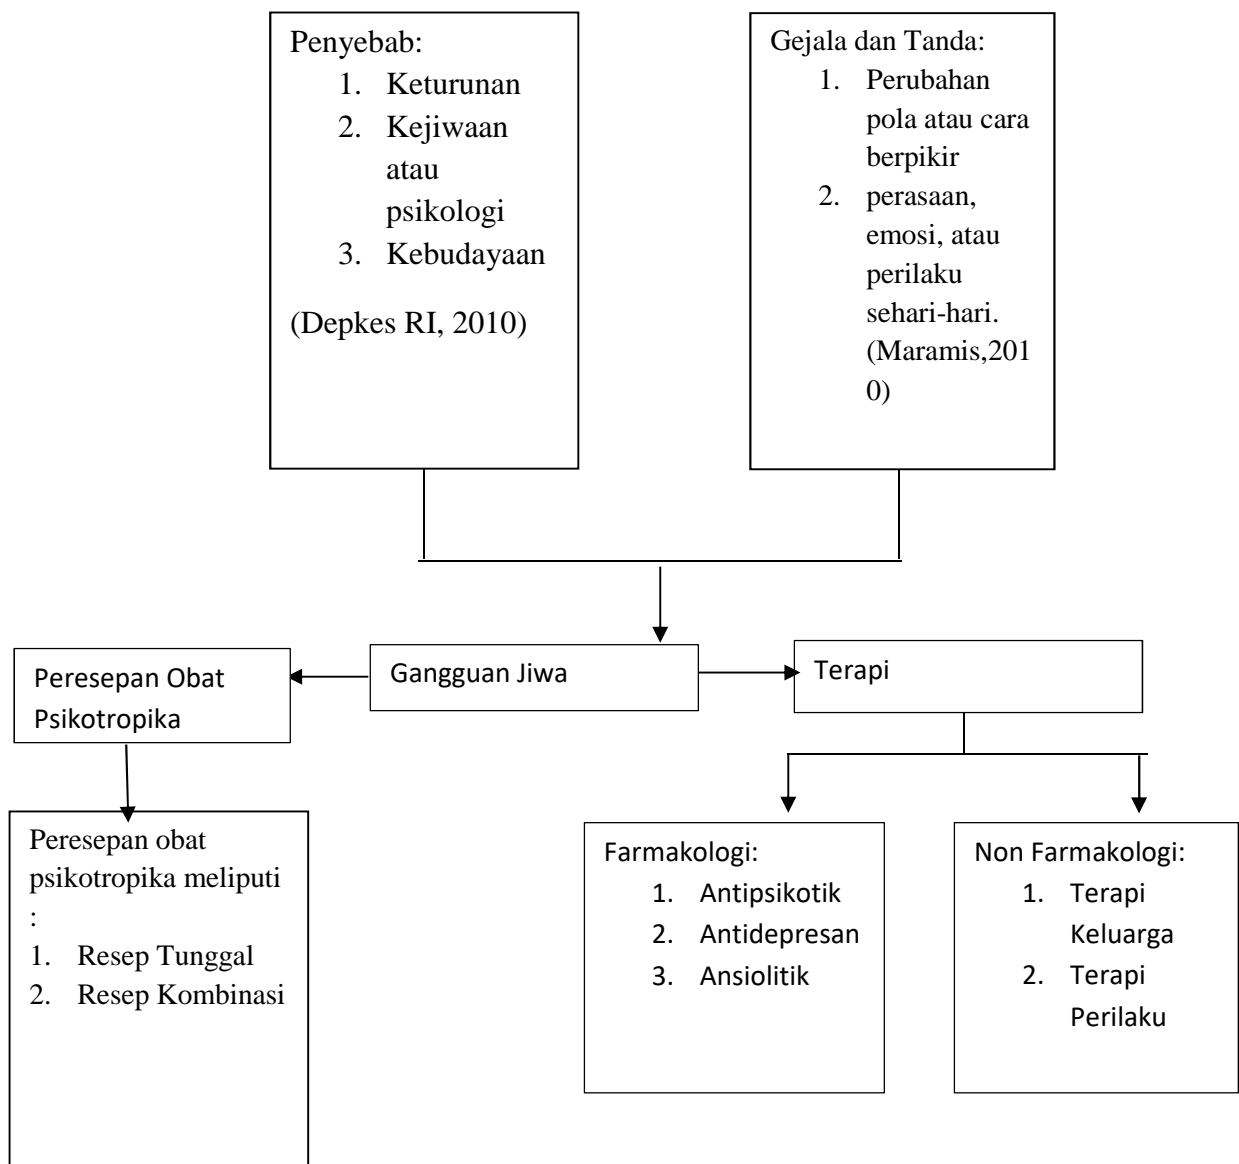 Penyebab:
1. Keturunan
2. Kejiwaan
atau
psikologi
3. Kebudayaan
(Depkes RI, 2010)
Gejala dan Tanda:
1. Perubahan
pola atau cara
berpikir
2. perasaan,
emosi, atau
perilaku
sehari-hari.
(Maramis,201
0)
Peresepan Obat
Psikotropika
Gangguan Jiwa
Terapi
Peresepan obat
psikotropika meliputi
:
1. Resep Tunggal
2. Resep Kombinasi
Farmakologi:
1. Antipsikotik
2. Antidepresan
3. Ansiolitik
Non Farmakologi:
1. Terapi
Keluarga
2. Terapi
Perilaku